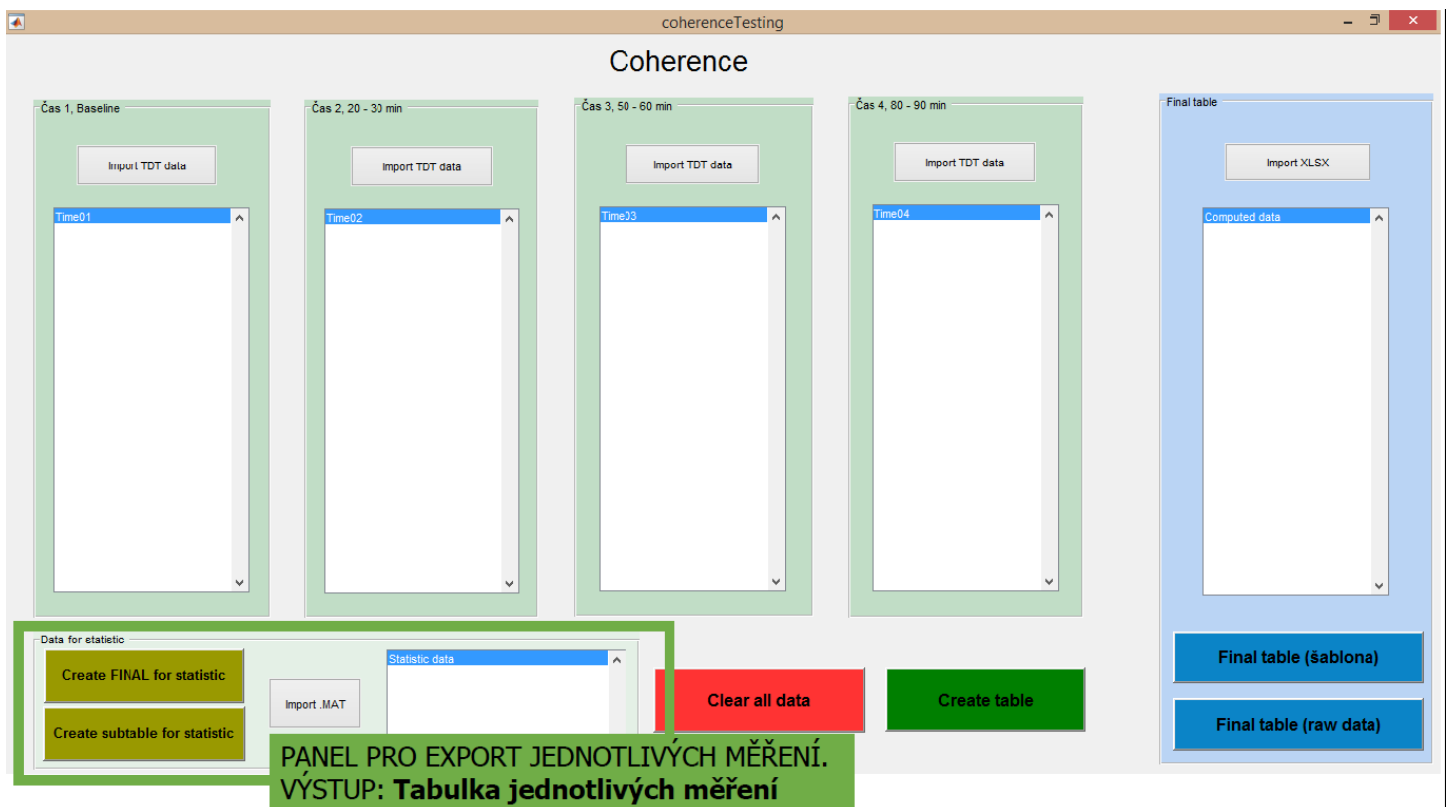 coherenceTesting
Coherence
Čas 1, Baseline
Import TDT data
Time01
Čas 2, 20 - 30 min
Import TDT data
Time02
Čas 3, 50 - 60 min
Import TDT data
Time03
Čas 4, 80 - 90 min
Import TDT data
Time04
Final table
Import XLSX
Computed data
Final table (šablona)
Final table (raw data)
Data for statistic
Create FINAL for statistic
Create subtable for statistic
Import .MAT
Statistic data
Clear all data
Create table
PANEL PRO EXPORT JEDNOTLIVÝCH MĚŘENÍ.
VÝSTUP: Tabulka jednotlivých měření